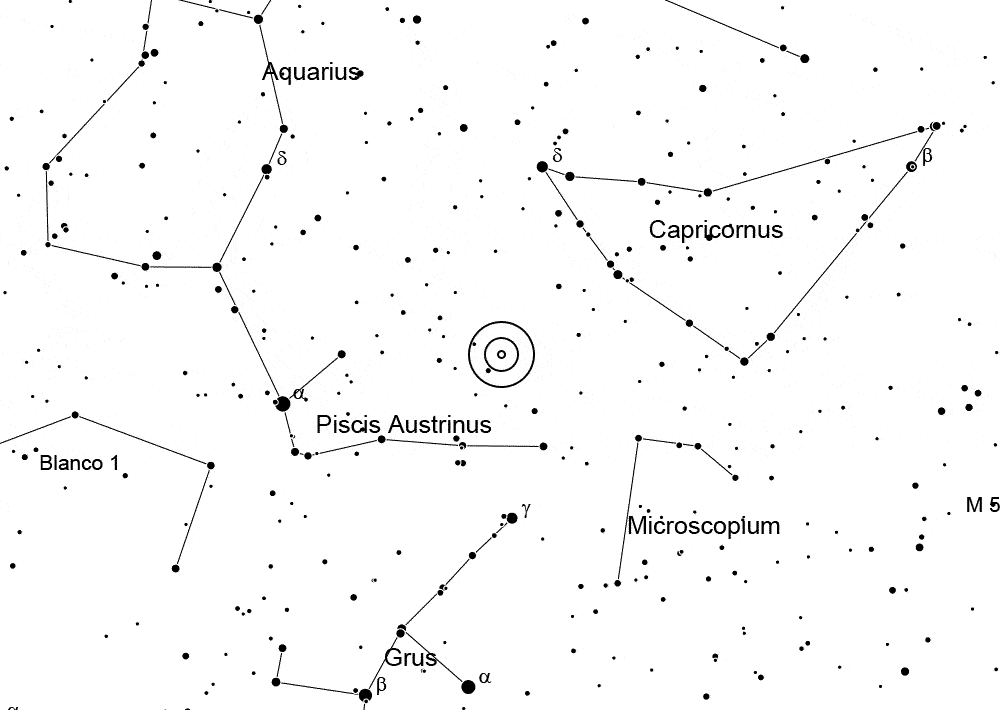 Aquarius
δ
δ
β
Capricornus
α
Piscis Austrinus
Blanco 1
γ
Microscopium
M 5
Grus
α
β
α